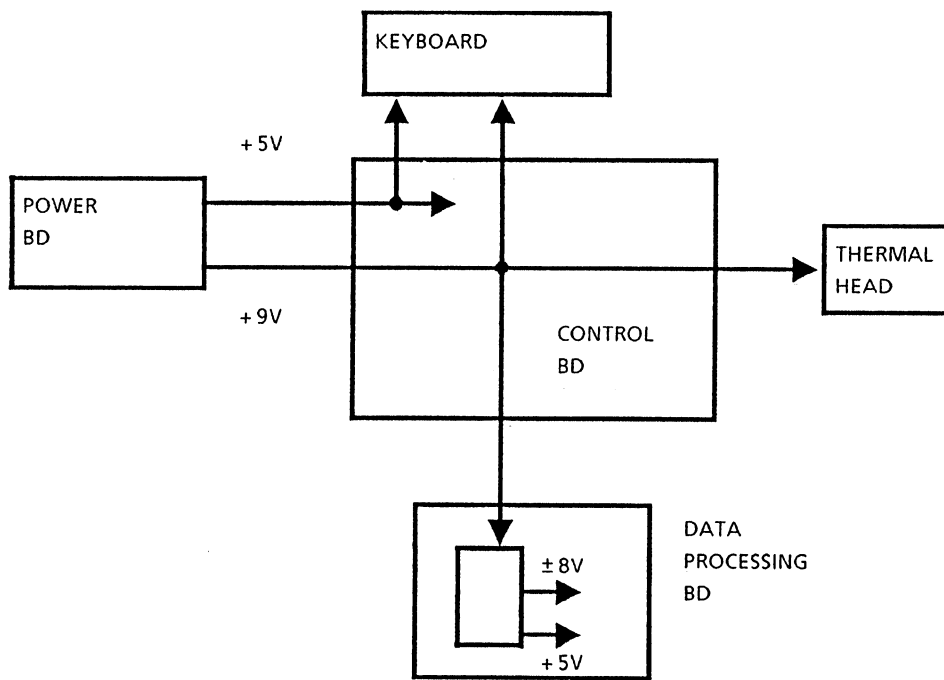 KEYBOARD
+5V
POWER
BD
THERMAL
HEAD
+9V
CONTROL
BD
DATA
PROCESSING
BD
±8V
+5V